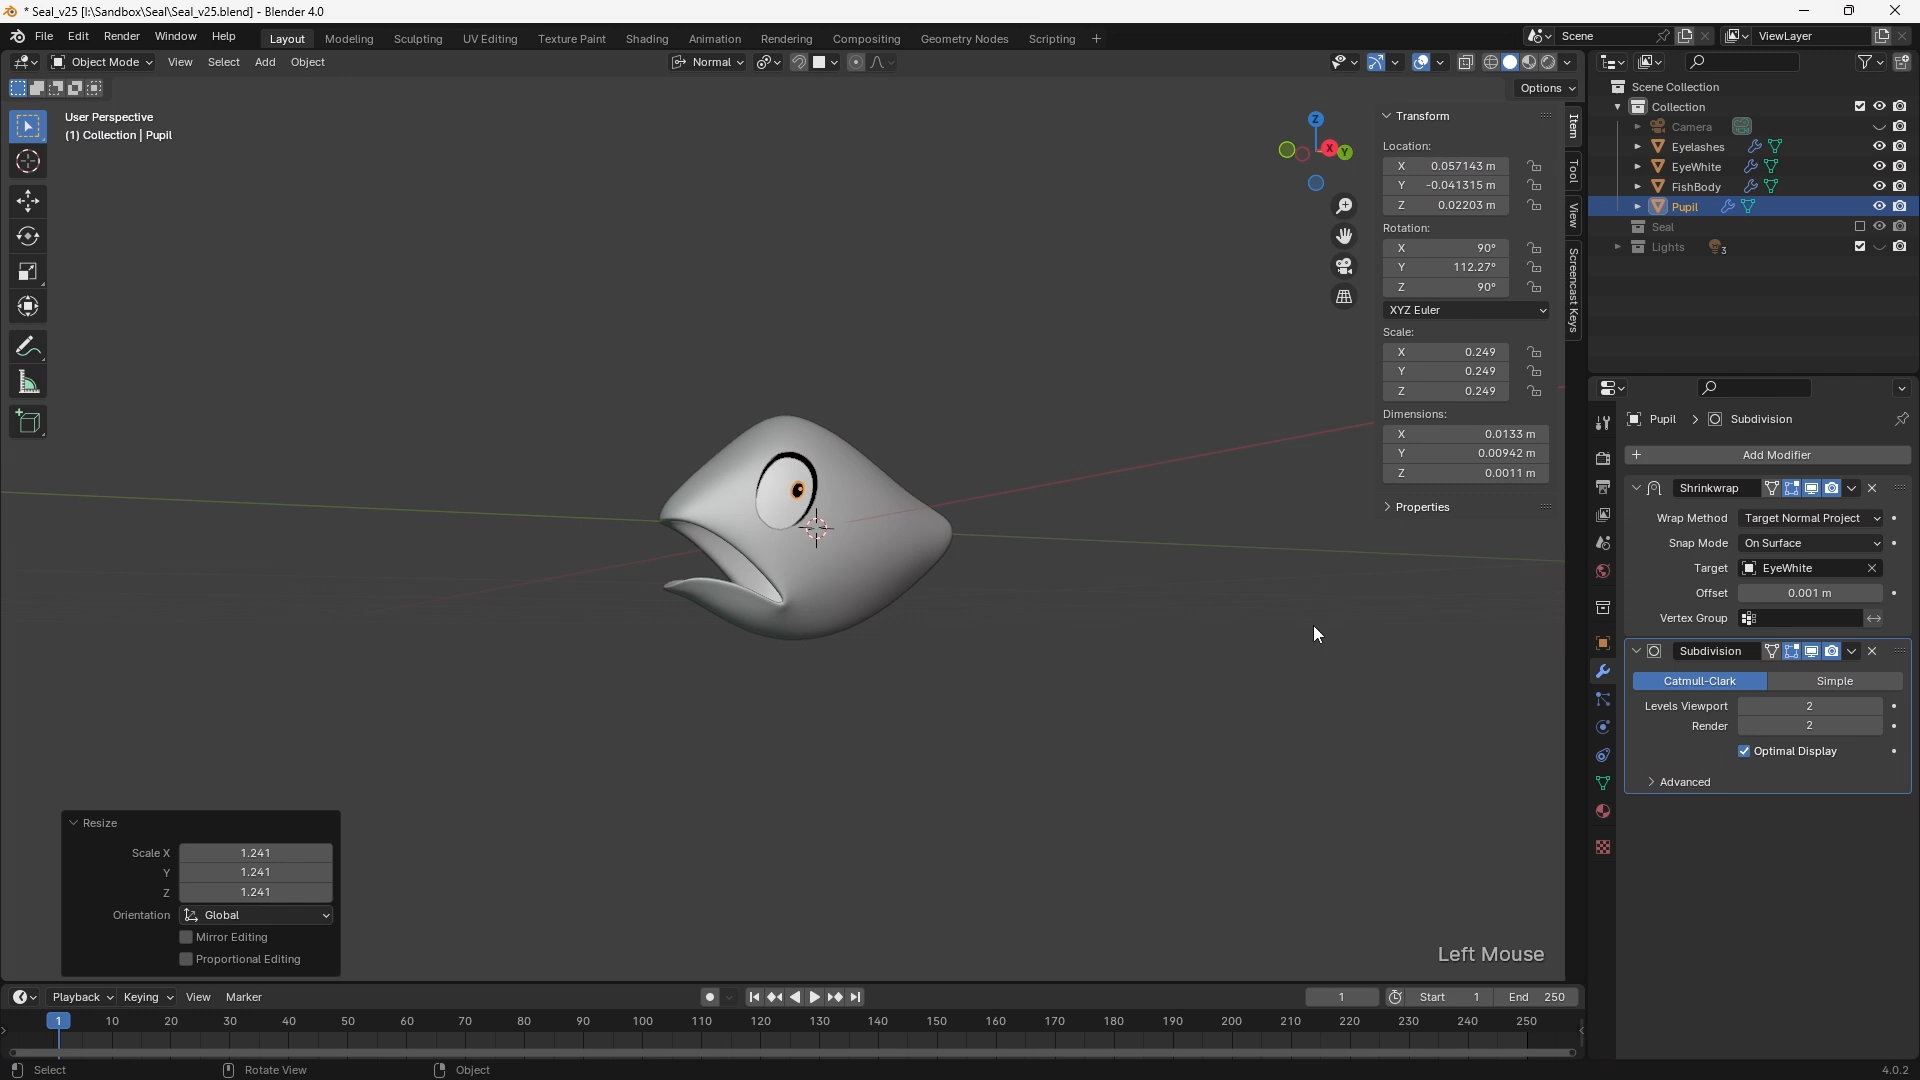 * Seal_v25 [I:\Sandbox\Seal\Seal_v25.blend] - Blender 4.0
File Edit Render Window Help Layout Modeling Sculpting UV Editing Texture Paint Shading Animation Rendering Compositing Geometry Nodes Scripting + Scene ViewLayer
Object Mode View Select Add Object Normal
Options
User Perspective
(1) Collection | Pupil
Z
X
Y
Transform
Location:
X 0.057143 m
Y -0.041315 m
Z 0.02203 m
Rotation:
X 90°
Y 112.27°
Z 90°
XYZ Euler
Scale:
X 0.249
Y 0.249
Z 0.249
Dimensions:
X 0.0133 m
Y 0.00942 m
Z 0.0011 m
Properties
Item
Tool
View
Screencast Keys
Scene Collection
Collection
Camera
Eyelashes
EyeWhite
FishBody
Pupil
Seal
Lights 3
Pupil > Subdivision
+ Add Modifier
Shrinkwrap
Wrap Method Target Normal Project
Snap Mode On Surface
Target EyeWhite
Offset 0.001 m
Vertex Group
Subdivision
Catmull-Clark Simple
Levels Viewport 2
Render 2
Optimal Display
Advanced
Resize
Scale X 1.241
Y 1.241
Z 1.241
Orientation Global
Mirror Editing
Proportional Editing
Left Mouse
Playback Keying View Marker 1 Start 1 End 250
1 10 20 30 40 50 60 70 80 90 100 110 120 130 140 150 160 170 180 190 200 210 220 230 240 250
Select Rotate View Object 4.0.2